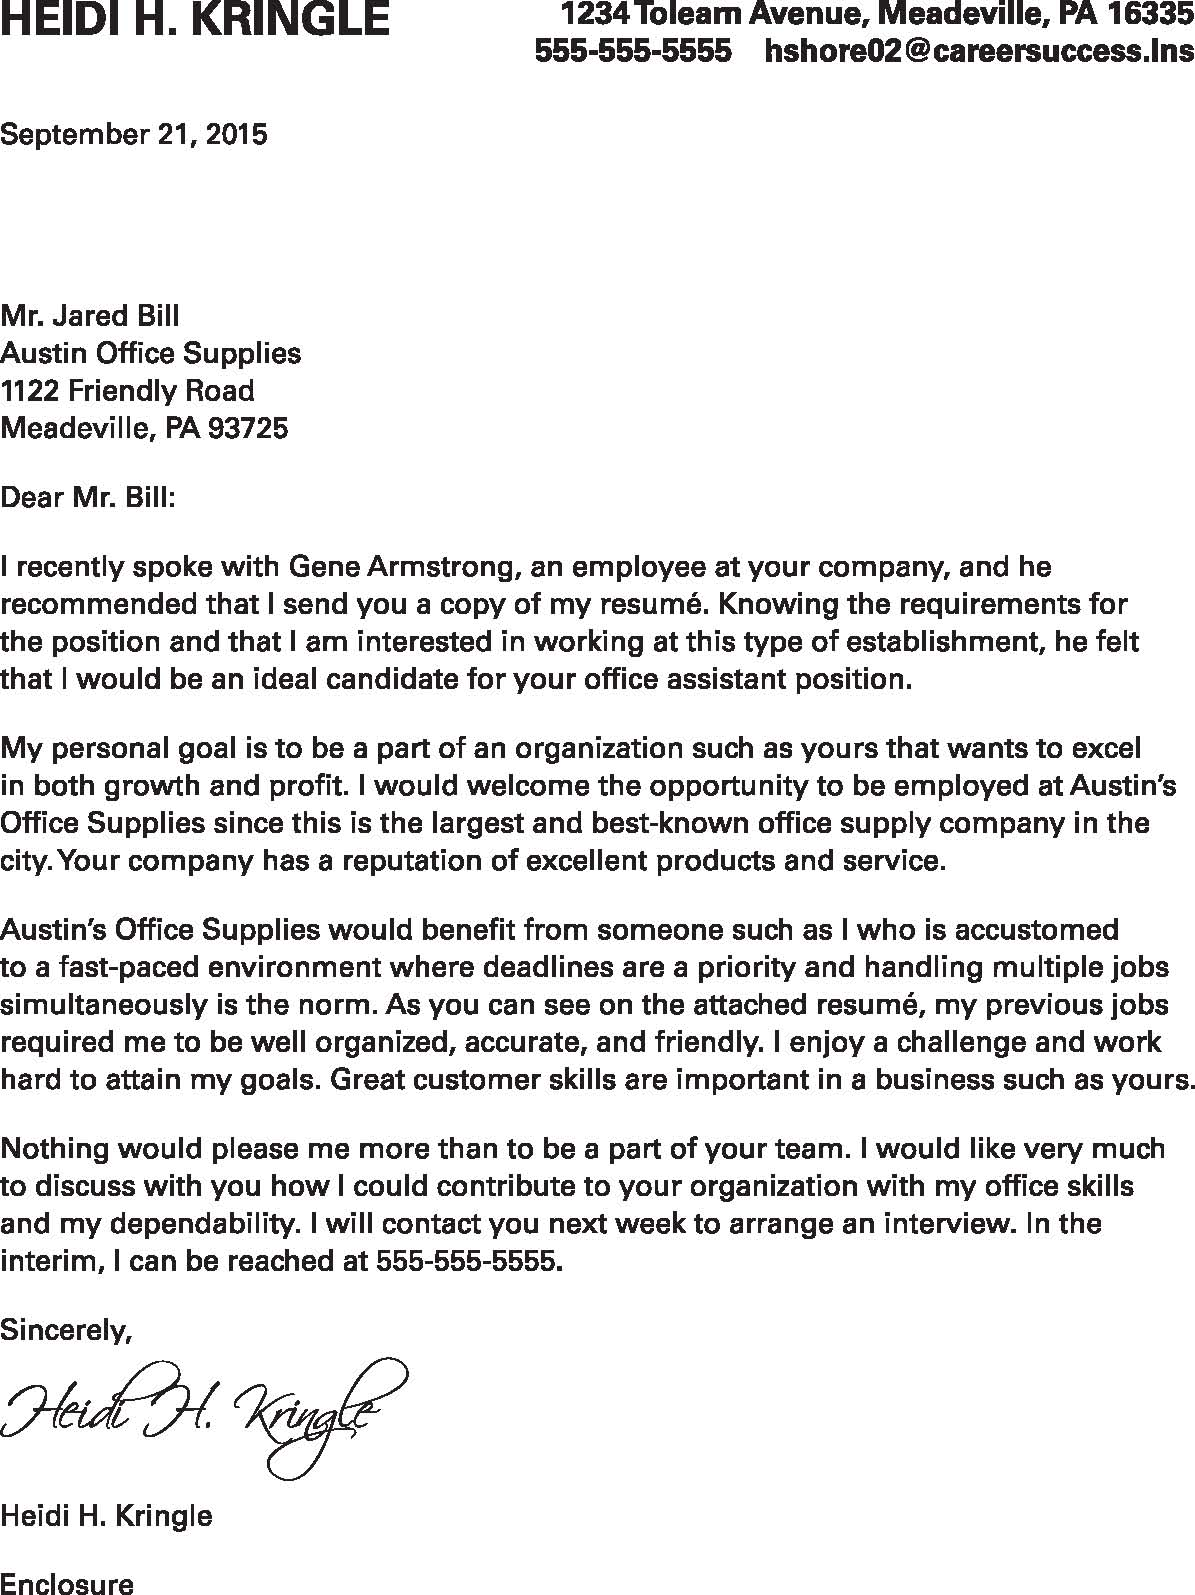 HEIDI H. KRINGLE
1234 Tolearn Avenue, Meadeville, PA 16335
555-555-5555 hshore02@careersuccess.lns
September 21, 2015
Mr. Jared Bill
Austin Office Supplies
1122 Friendly Road
Meadeville, PA 93725
Dear Mr. Bill:
I recently spoke with Gene Armstrong, an employee at your company, and he
recommended that I send you a copy of my resumé. Knowing the requirements for
the position and that I am interested in working at this type of establishment, he felt
that I would be an ideal candidate for your office assistant position.
My personal goal is to be a part of an organization such as yours that wants to excel
in both growth and profit. I would welcome the opportunity to be employed at Austin’s
Office Supplies since this is the largest and best-known office supply company in the
city. Your company has a reputation of excellent products and service.
Austin’s Office Supplies would benefit from someone such as I who is accustomed
to a fast-paced environment where deadlines are a priority and handling multiple jobs
simultaneously is the norm. As you can see on the attached resumé, my previous jobs
required me to be well organized, accurate, and friendly. I enjoy a challenge and work
hard to attain my goals. Great customer skills are important in a business such as yours.
Nothing would please me more than to be a part of your team. I would like very much
to discuss with you how I could contribute to your organization with my office skills
and my dependability. I will contact you next week to arrange an interview. In the
interim, I can be reached at 555-555-5555.
Sincerely,
Heidi H. Kringle
Heidi H. Kringle
Enclosure